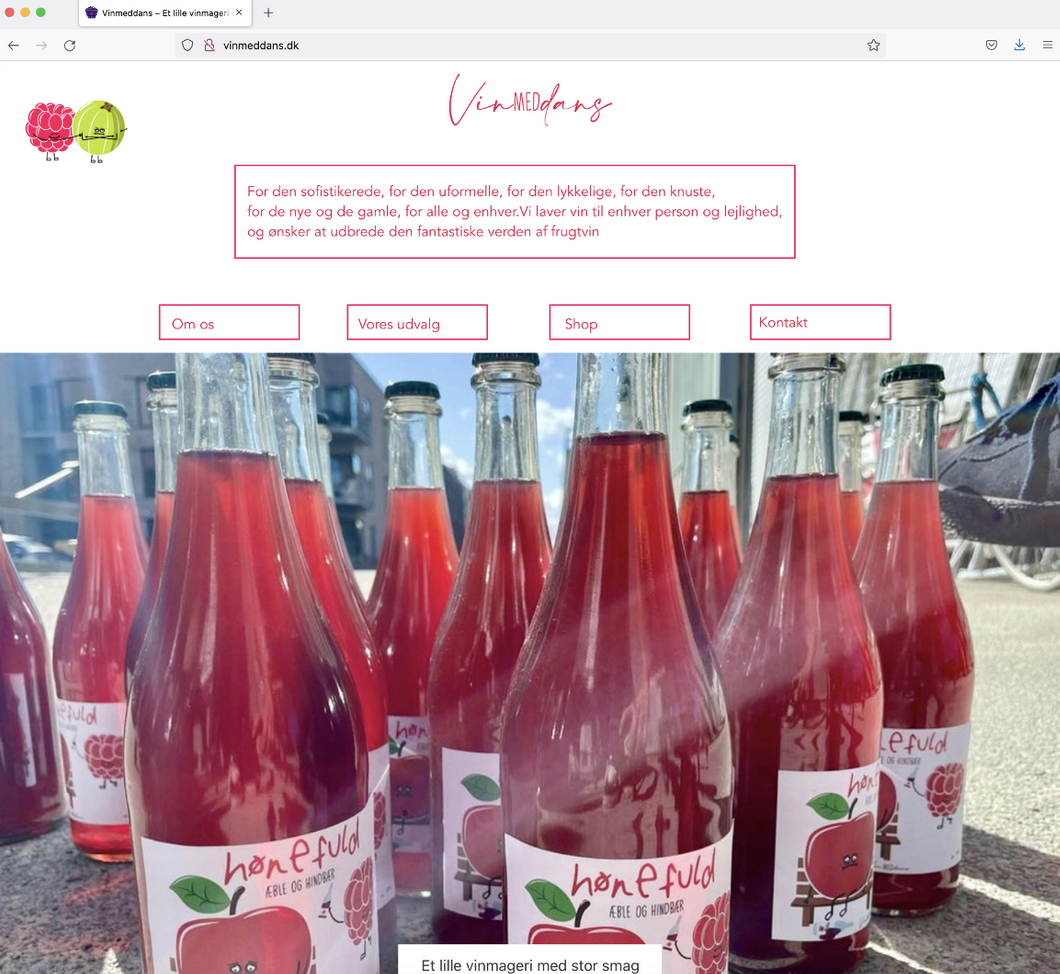 Vinmeddans – Et lille vinmageri
vinmeddans.dk
VinMEDdans
For den sofistikerede, for den uformelle, for den lykkelige, for den knuste,
for de nye og de gamle, for alle og enhver.Vi laver vin til enhver person og lejlighed,
og ønsker at udbrede den fantastiske verden af frugtvin
Om os
Vores udvalg
Shop
Kontakt
hønefuld
ÆBLE OG HINDBÆR
hønefuld
ÆBLE OG HINDBÆR
Et lille vinmageri med stor smag